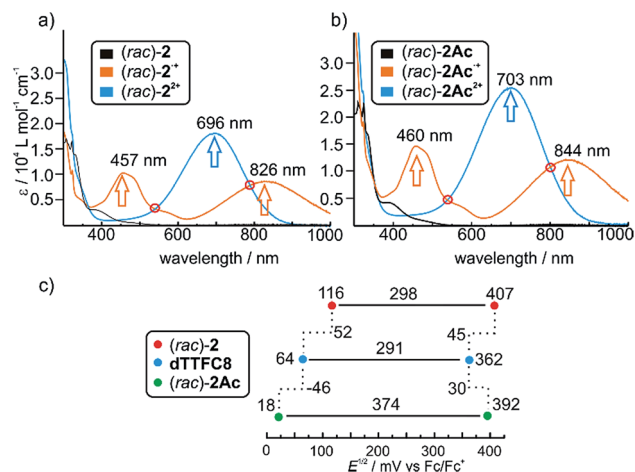 a)
(rac)-2
(rac)-2·+
(rac)-2²⁺
ε / 10⁴ L mol⁻¹ cm⁻¹
3.0
2.5
2.0
1.5
1.0
0.5
457 nm
696 nm
826 nm
400 600 800 1000
wavelength / nm
b)
(rac)-2Ac
(rac)-2Ac·+
(rac)-2Ac²⁺
3.0
2.5
2.0
1.5
1.0
0.5
460 nm
703 nm
844 nm
400 600 800 1000
wavelength / nm
c)
(rac)-2
dTTFC8
(rac)-2Ac
116 298 407
52 45
64 291 362
-46 30
18 374 392
0 100 200 300 400
E¹/² / mV vs Fc/Fc⁺